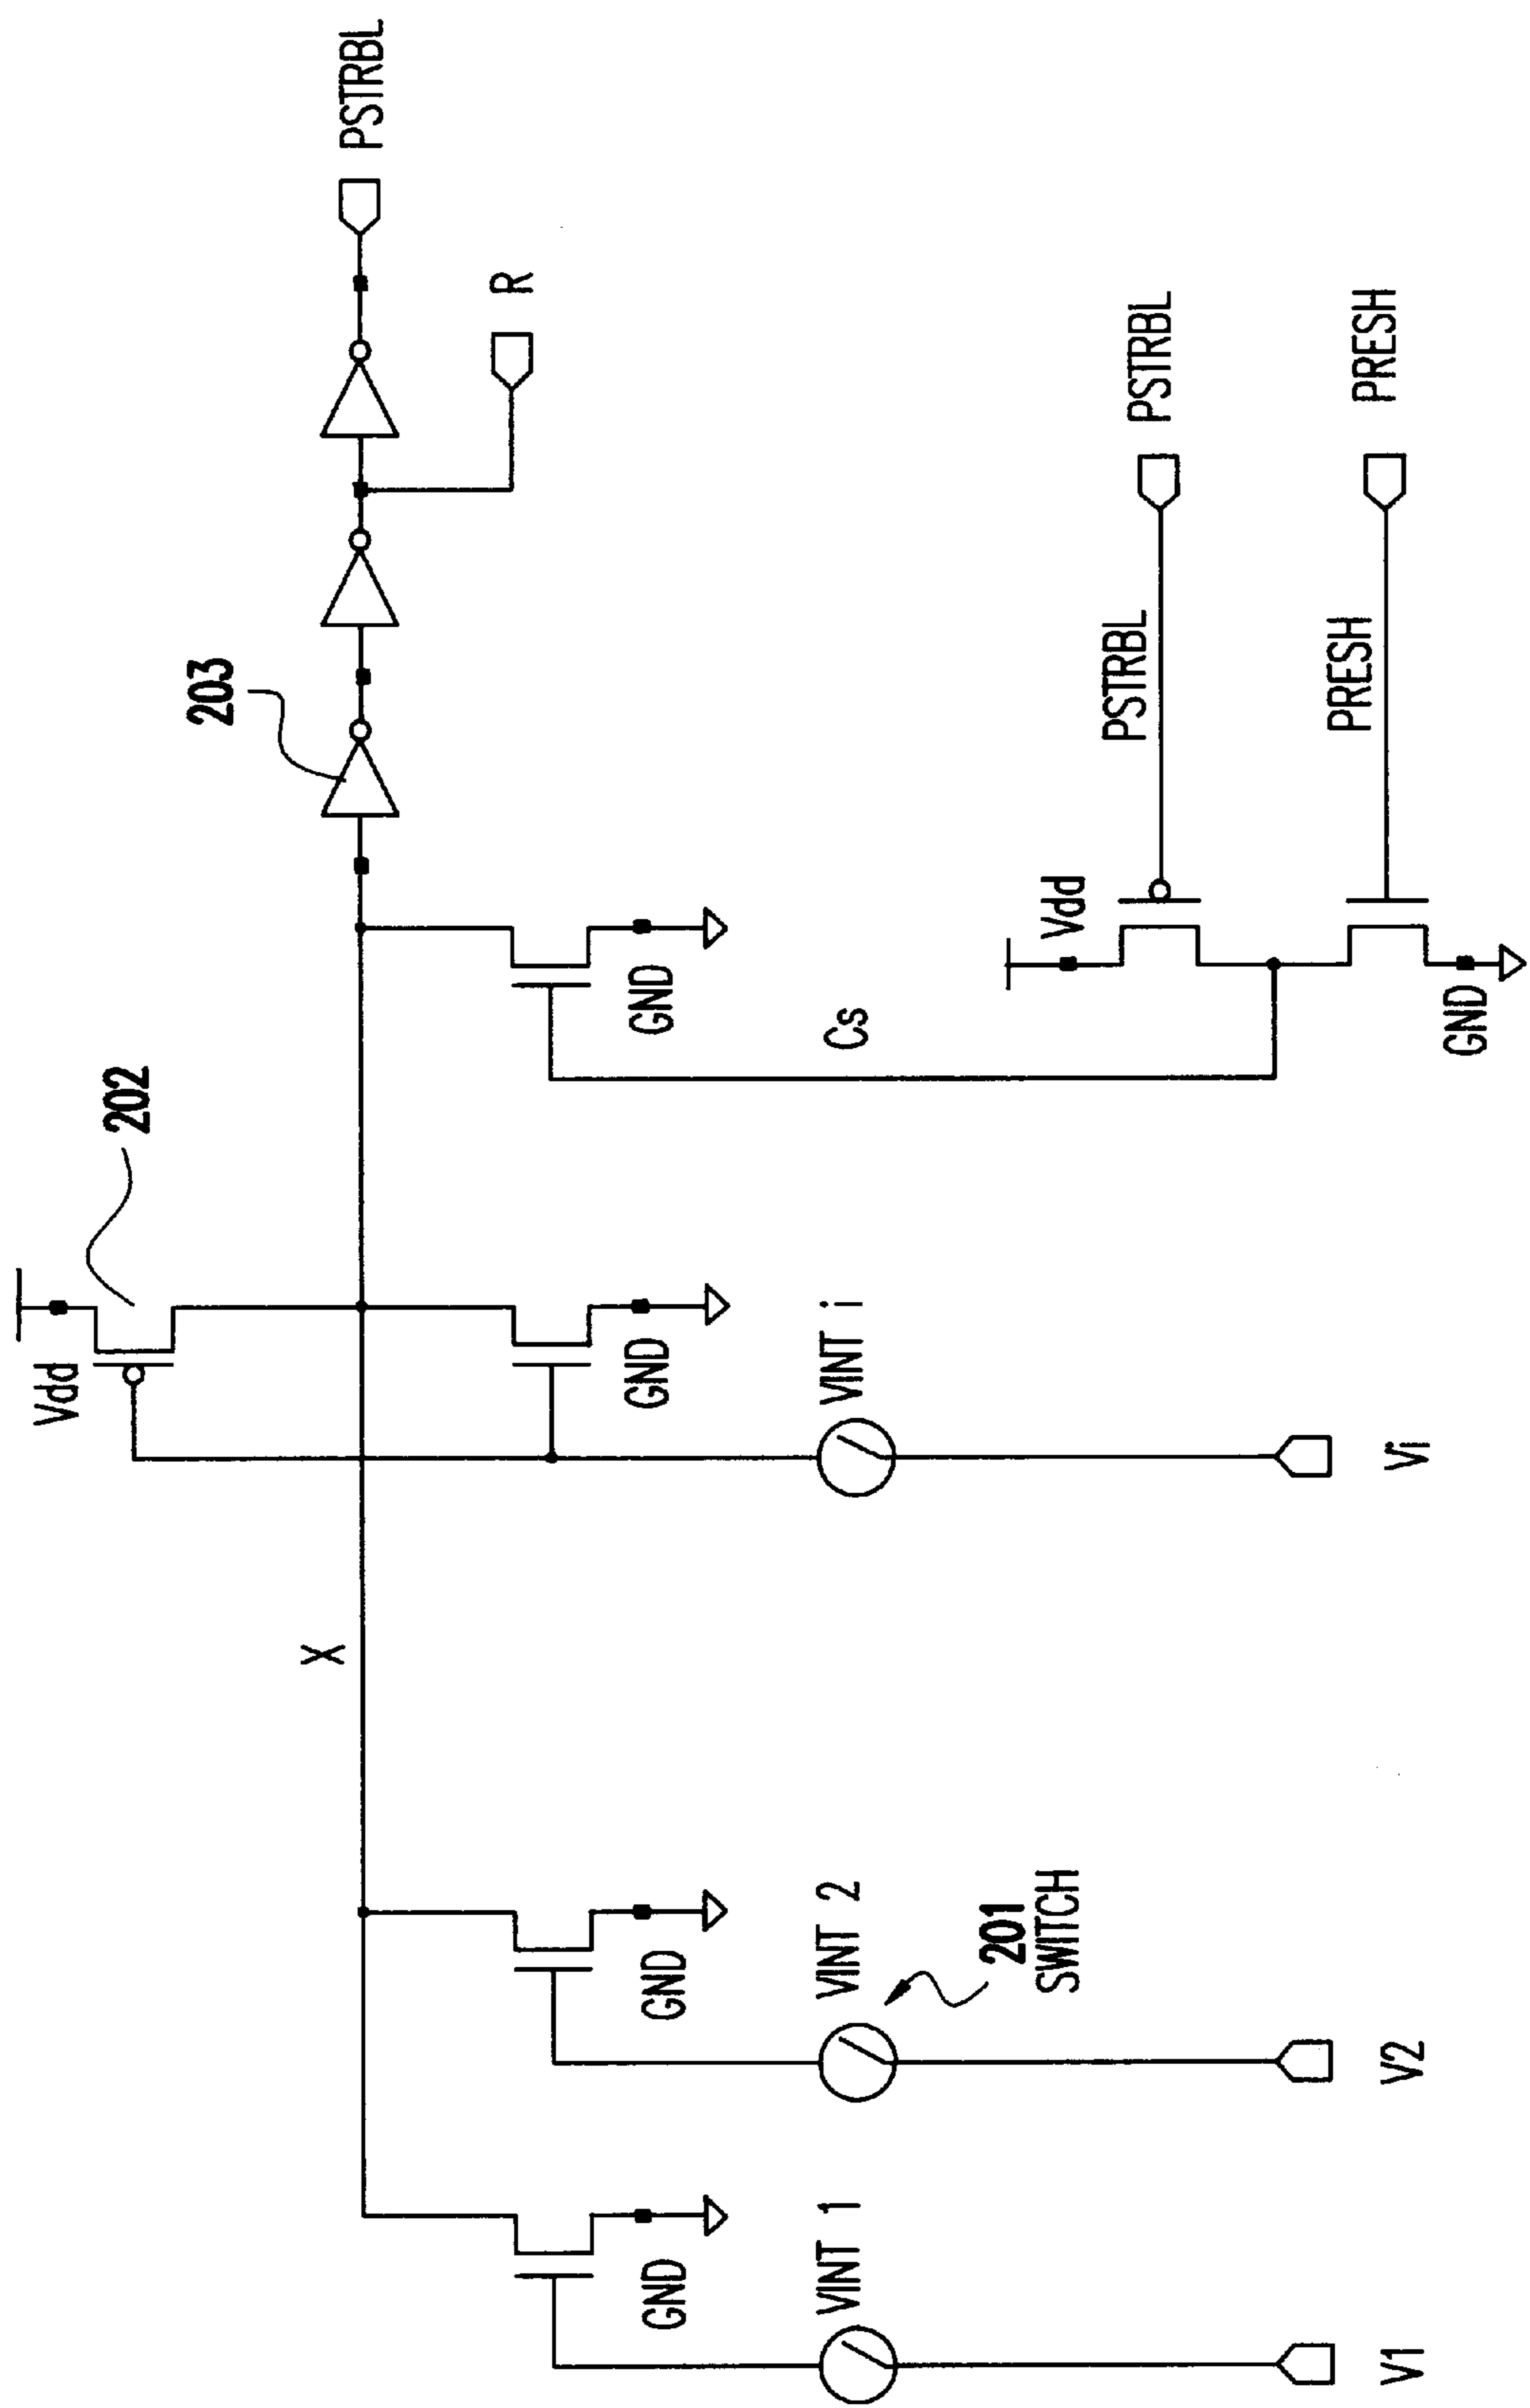 Vdd
202
203
X
PSTRBL
R
GND
GND
GND
GND
VINT 1
VINT 2
VINT i
Cs
201
SWITCH
Vdd
PSTRBL
PSTRBL
PRESH
PRESH
V1
V2
Vi
GND